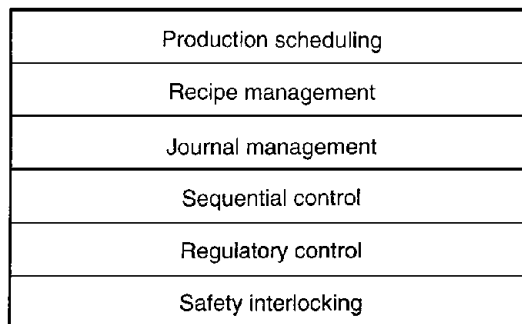 Production scheduling
Recipe management
Journal management
Sequential control
Regulatory control
Safety interlocking